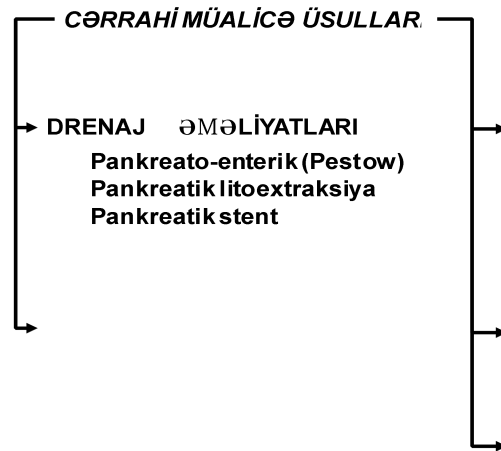 CƏRRAHİ MÜALİCƏ ÜSULLAR
DRENAJ ƏMƏLİYATLARI
Pankreato-enterik (Pestow)
Pankreatik litoextraksiya
Pankreatik stent